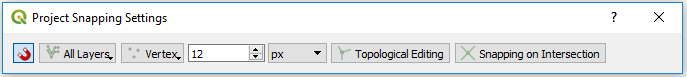 Project Snapping Settings
All Layers Vertex 12 px Topological Editing Snapping on Intersection